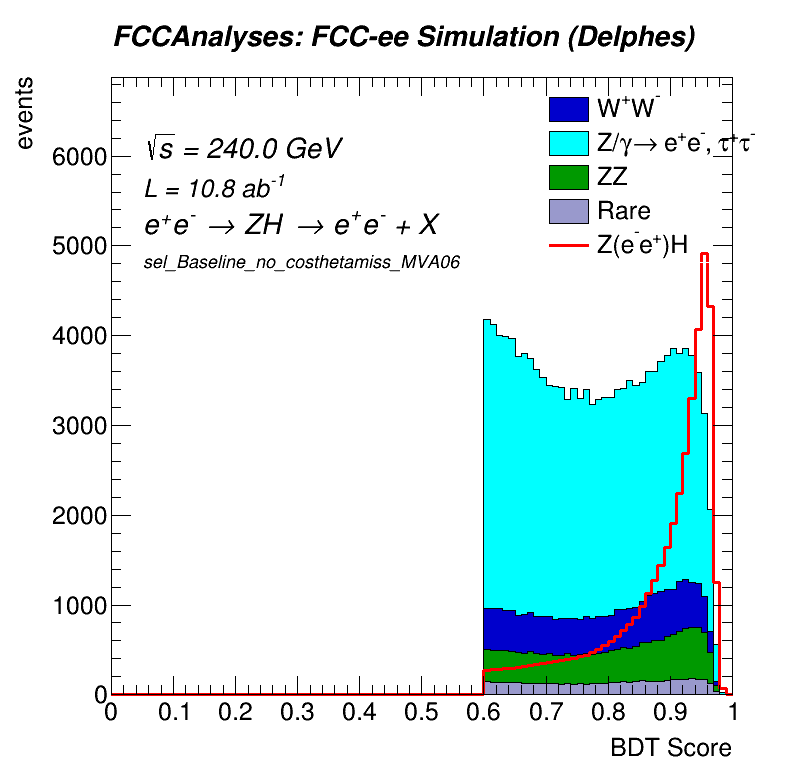 FCCAnalyses: FCC-ee Simulation (Delphes)
events
√s = 240.0 GeV
L = 10.8 ab⁻¹
e⁺e⁻ → ZH → e⁺e⁻ + X
sel_Baseline_no_costhetamiss_MVA06
W⁺W⁻
Z/γ→ e⁺e⁻, τ⁺τ⁻
ZZ
Rare
Z(e⁻e⁺)H
6000
5000
4000
3000
2000
1000
0
0 0.1 0.2 0.3 0.4 0.5 0.6 0.7 0.8 0.9 1
BDT Score